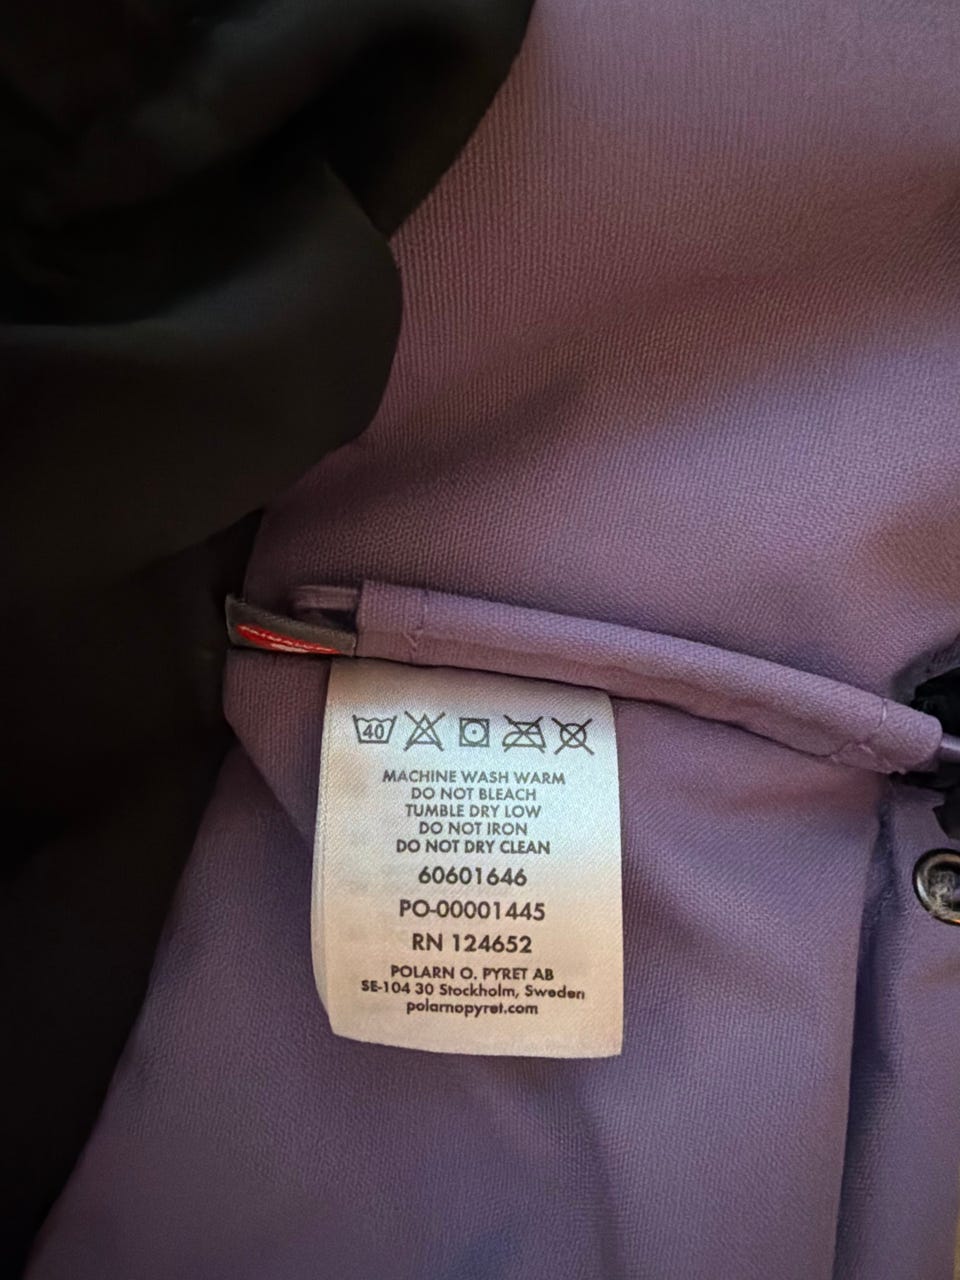 40
MACHINE WASH WARM
DO NOT BLEACH
TUMBLE DRY LOW
DO NOT IRON
DO NOT DRY CLEAN
60601646
PO-00001445
RN 124652
POLARN O. PYRET AB
SE-104 30 Stockholm, Sweden
polarnopyret.com